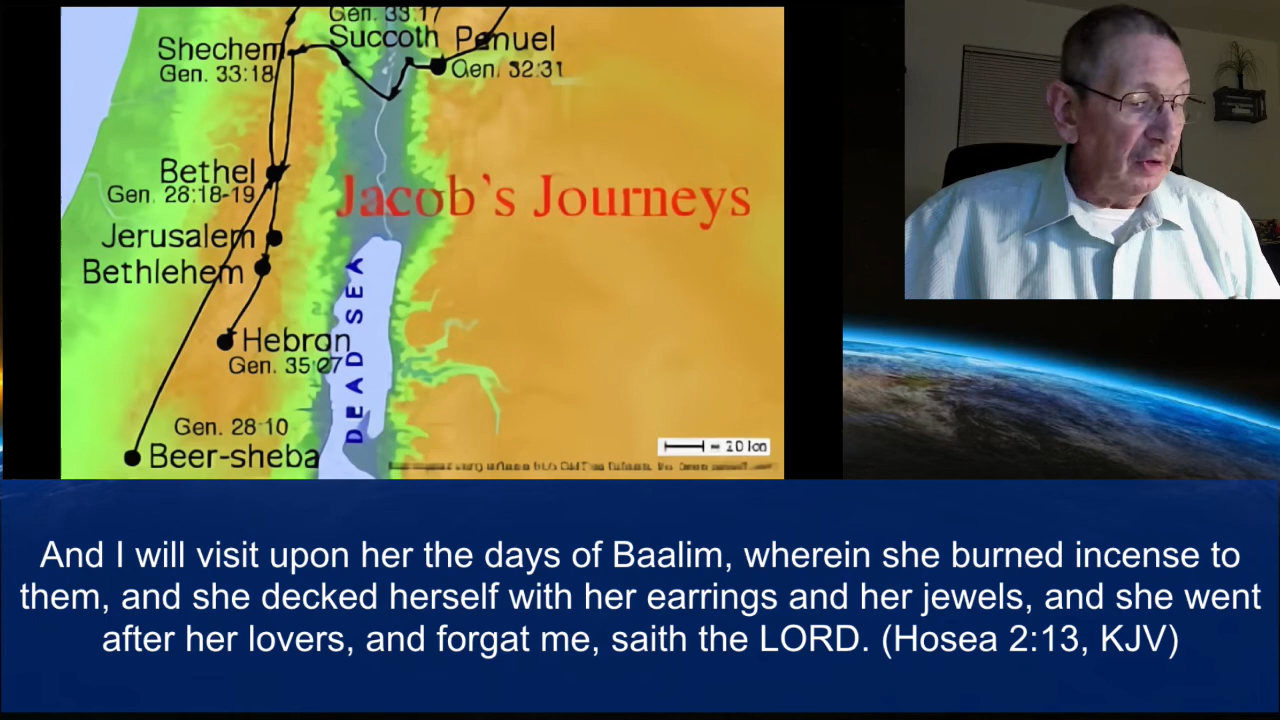 Gen. 33:17
Succoth
Penuel
Gen. 32:31
Shechem
Gen. 33:18
Bethel
Gen. 28:18-19
Jacob's Journeys
Jerusalem
Bethlehem
DEAD SEA
Hebron
Gen. 35:27
Gen. 28:10
Beer-sheba
= 20 km
And I will visit upon her the days of Baalim, wherein she burned incense to
them, and she decked herself with her earrings and her jewels, and she went
after her lovers, and forgat me, saith the LORD. (Hosea 2:13, KJV)